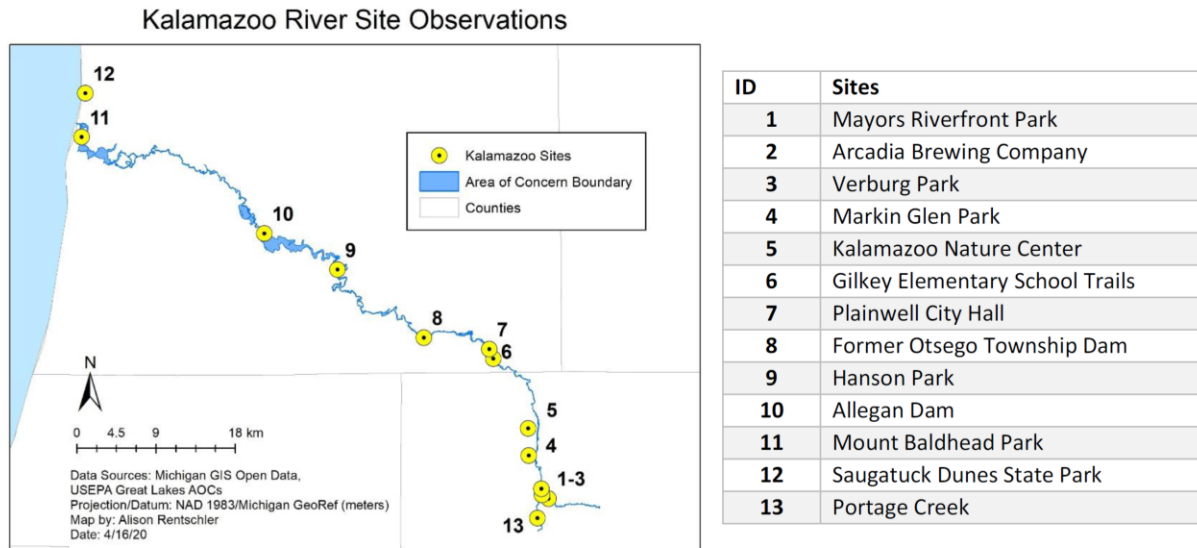 Kalamazoo River Site Observations
12
11
10
9
8
7
6
5
4
1-3
13
Kalamazoo Sites
Area of Concern Boundary
Counties
N
0 4.5 9 18 km
Data Sources: Michigan GIS Open Data,
USEPA Great Lakes AOCs
Projection/Datum: NAD 1983/Michigan GeoRef (meters)
Map by: Alison Rentschler
Date: 4/16/20
ID Sites
1 Mayors Riverfront Park
2 Arcadia Brewing Company
3 Verburg Park
4 Markin Glen Park
5 Kalamazoo Nature Center
6 Gilkey Elementary School Trails
7 Plainwell City Hall
8 Former Otsego Township Dam
9 Hanson Park
10 Allegan Dam
11 Mount Baldhead Park
12 Saugatuck Dunes State Park
13 Portage Creek